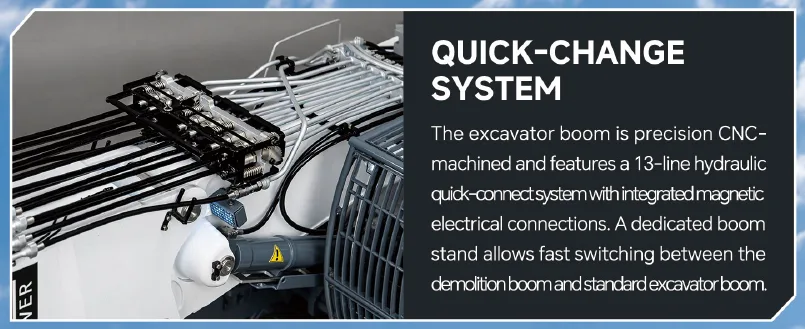 QUICK-CHANGE
SYSTEM
The excavator boom is precision CNC-
machined and features a 13-line hydraulic
quick-connect system with integrated magnetic
electrical connections. A dedicated boom
stand allows fast switching between the
demolition boom and standard excavator boom.